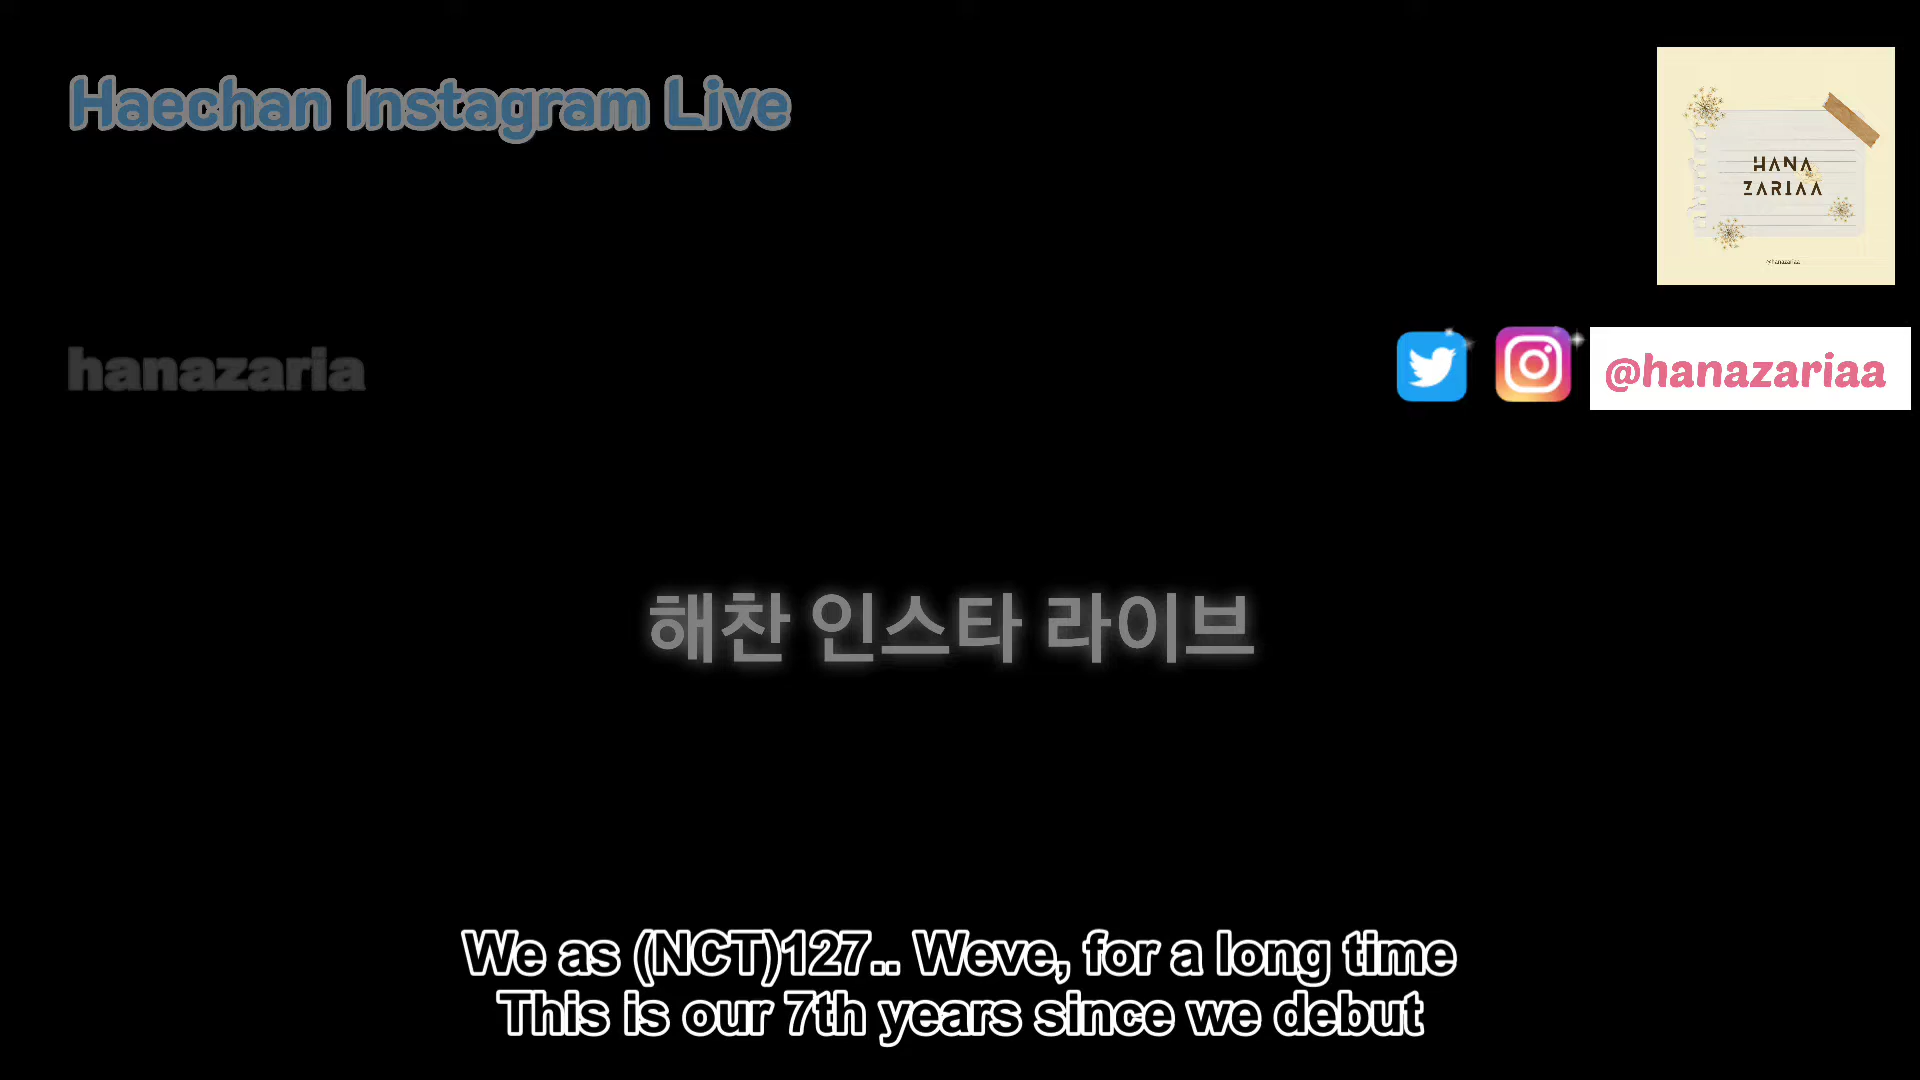 Haechan Instagram Live
HANA
ZARIAA
@hanazariaa
hanazaria
@hanazariaa
해찬 인스타 라이브
We as (NCT)127.. Weve, for a long time
This is our 7th years since we debut